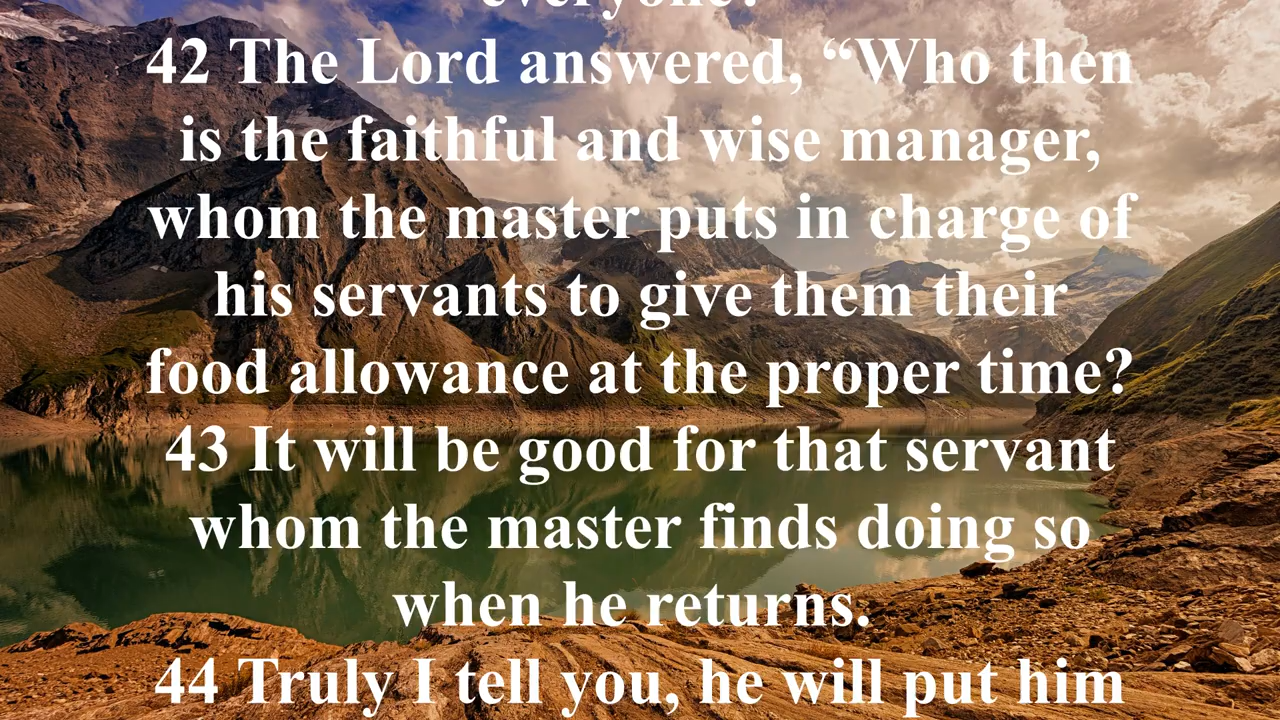 everyone?"
42 The Lord answered, “Who then
is the faithful and wise manager,
whom the master puts in charge of
his servants to give them their
food allowance at the proper time?
43 It will be good for that servant
whom the master finds doing so
when he returns.
44 Truly I tell you, he will put him